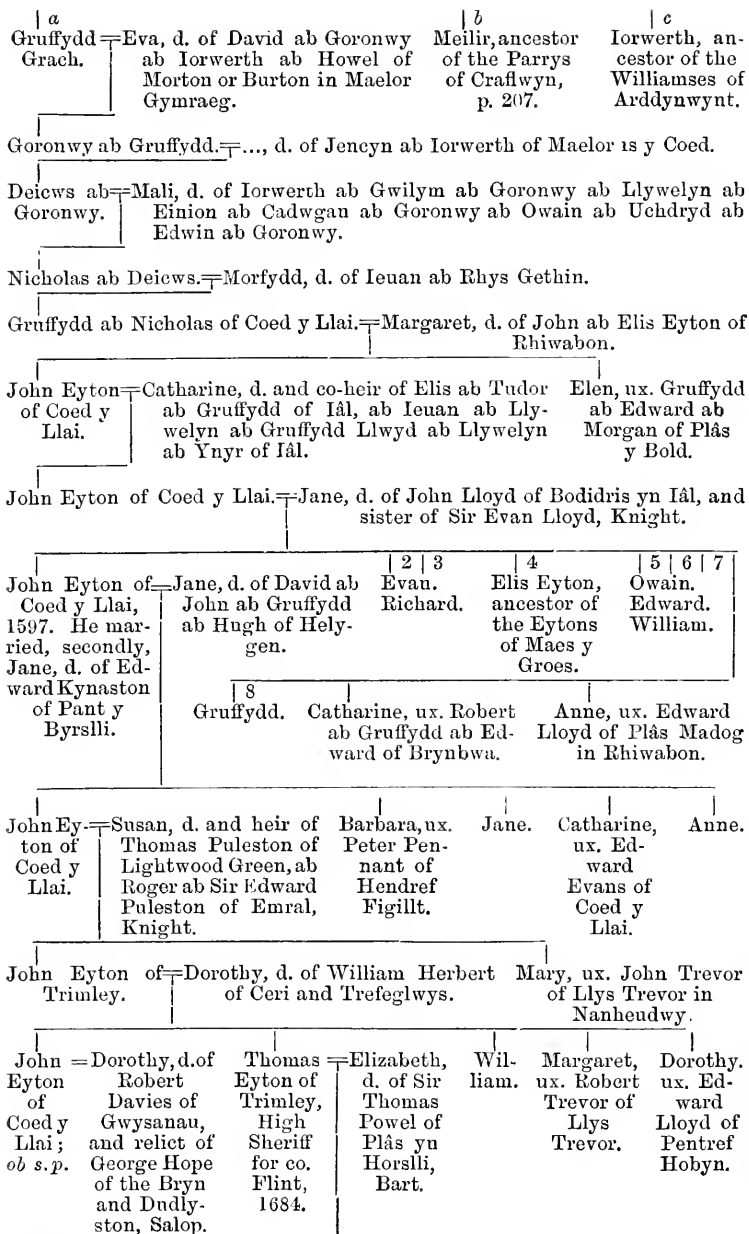 a b c
Gruffydd Eva, d. of David ab Goronwy Meilir, ancestor Iorwerth, an-
Grach. ab Iorwerth ab Howel of of the Parrys cestor of the
Morton or Burton in Maelor of Craflwyn, Williamses of
Gymraeg. p. 207. Arddynwynt.
Goronwy ab Gruffydd. ..., d. of Jencyn ab Iorwerth of Maelor is y Coed.
Deicws ab Mali, d. of Iorwerth ab Gwilym ab Goronwy ab Llywelyn ab
Goronwy. Einion ab Cadwgan ab Goronwy ab Owain ab Uchdryd ab
Edwin ab Goronwy.
Nicholas ab Deicws. Morfydd, d. of Ieuan ab Rhys Gethin.
Gruffydd ab Nicholas of Coed y Llai. Margaret, d. of John ab Elis Eyton of
Rhiwabon.
John Eyton Catharine, d. and co-heir of Elis ab Tudor Elen, ux. Gruffydd
of Coed y ab Gruffydd of Iâl, ab Ieuan ab Lly- ab Edward ab
Llai. welyn ab Gruffydd Llwyd ab Llywelyn Morgan of Plâs
ab Ynyr of Iâl. y Bold.
John Eyton of Coed y Llai. Jane, d. of John Lloyd of Bodidris yn Iâl, and
sister of Sir Evan Lloyd, Knight.
2 3 4 5 6 7
John Eyton of Jane, d. of David ab Evan. Elis Eyton, Owain.
Coed y Llai, John ab Gruffydd Richard. ancestor of Edward.
1597. He mar- ab Hugh of Hely- the Eytons William.
ried, secondly, gen. of Maes y
Jane, d. of Ed- Groes.
ward Kynaston 8
of Pant y Gruffydd. Catharine, ux. Robert Anne, ux. Edward
Byrslli. ab Gruffydd ab Ed- Lloyd of Plâs Madog
ward of Brynbwa. in Rhiwabon.
John Ey- Susan, d. and heir of Barbara, ux. Jane. Catharine, Anne.
ton of Thomas Puleston of Peter Pen- ux. Ed-
Coed y Lightwood Green, ab nant of ward
Llai. Roger ab Sir Edward Hendref Evans of
Puleston of Emral, Figillt. Coed y
Knight. Llai.
John Eyton of Dorothy, d. of William Herbert Mary, ux. John Trevor
Trimley. of Ceri and Trefeglwys. of Llys Trevor in
Nanheudwy.
John = Dorothy, d. of Thomas Elizabeth, Wil- Margaret, Dorothy.
Eyton Robert Eyton of d. of Sir liam. ux. Robert ux. Ed-
of Davies of Trimley, Thomas Trevor of ward
Coed y Gwysanau, High Powel of Llys Lloyd of
Llai; and relict of Sheriff Plâs yn Trevor. Pentref
ob s.p. George Hope for co. Horslli, Hobyn.
of the Bryn Flint, Bart.
and Dudly- 1684.
ston, Salop.